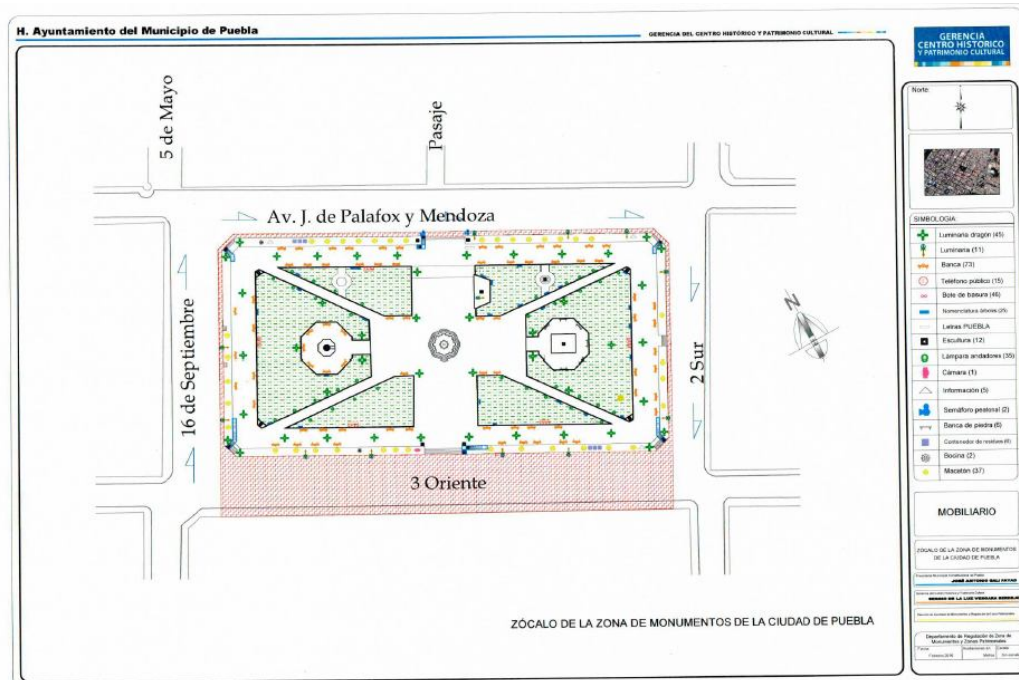 H. Ayuntamiento del Municipio de Puebla
GERENCIA DEL CENTRO HISTÓRICO Y PATRIMONIO CULTURAL
GERENCIA
CENTRO HISTÓRICO
Y PATRIMONIO CULTURAL
5 de Mayo
Pasaje
Av. J. de Palafox y Mendoza
16 de Septiembre
2 Sur
3 Oriente
N
ZÓCALO DE LA ZONA DE MONUMENTOS DE LA CIUDAD DE PUEBLA
Norte:
SIMBOLOGIA
Luminaria dragón (45)
Luminaria (11)
Banca (73)
Teléfono público (15)
Bote de basura (46)
Nomenclatura árboles (25)
Letras PUEBLA
Escultura (12)
Lámpara andadores (35)
Cámara (1)
Información (5)
Semáforo peatonal (2)
Banca de piedra (6)
Contenedor de residuos (6)
Bocina (2)
Macetón (37)
MOBILIARIO
ZÓCALO DE LA ZONA DE MONUMENTOS
DE LA CIUDAD DE PUEBLA
JOSÉ ANTONIO GALI FAYAD
Departamento de Regulación de Zona de
Monumentos y Zonas Patrimoniales